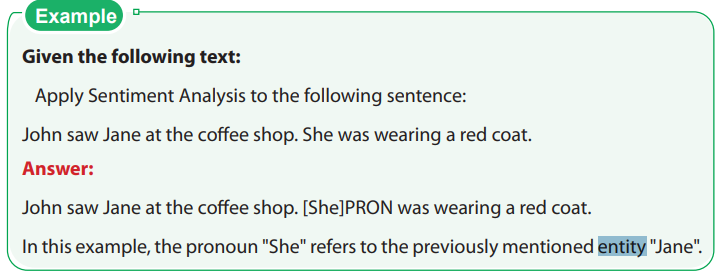 Example
Given the following text:
Apply Sentiment Analysis to the following sentence:
John saw Jane at the coffee shop. She was wearing a red coat.
Answer:
John saw Jane at the coffee shop. [She]PRON was wearing a red coat.
In this example, the pronoun "She" refers to the previously mentioned entity "Jane".